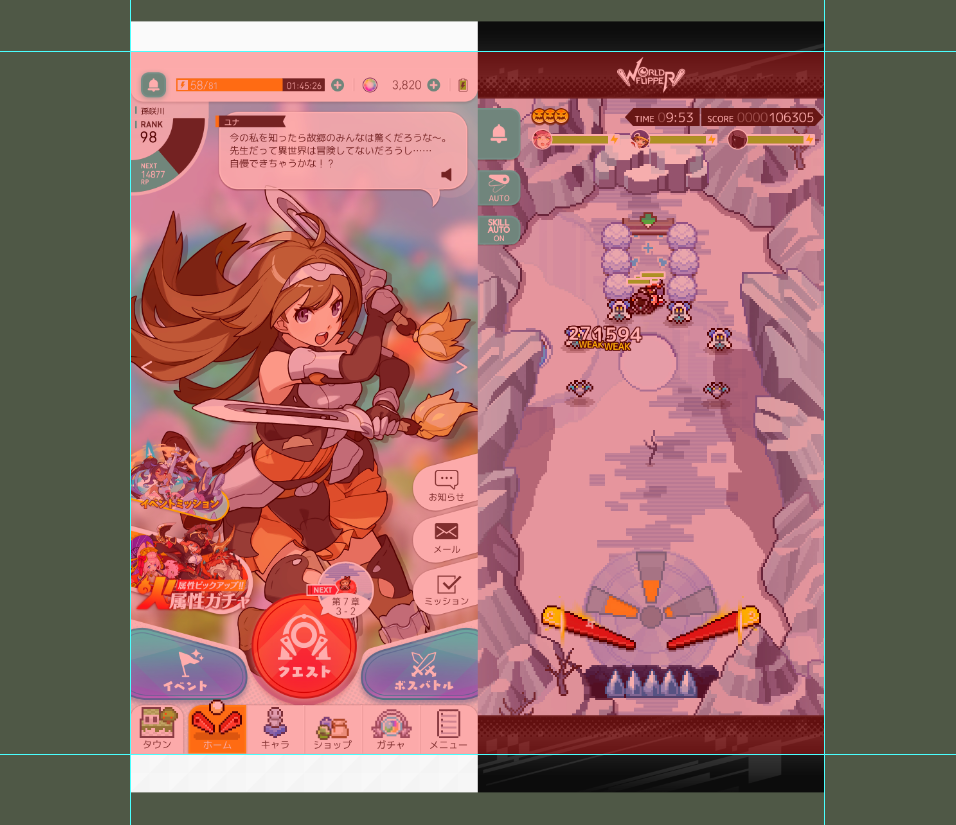 58/81
01:45:26
3,820
孫咲川
RANK
98
NEXT
14877
RP
ユナ
今の私を知ったら故郷のみんなは驚くだろうな〜。
先生だって異世界は冒険してないだろうし……
自慢できちゃうかな！？
お知らせ
メール
ミッション
イベントミッション
属性ピックアップ!!
火属性ガチャ
NEXT
第7章
3-2
クエスト
イベント
ボスバトル
タウン
ホーム
キャラ
ショップ
ガチャ
メニュー
WORLD
FLIPPER
TIME 09:53
SCORE 0000106305
AUTO
SKILL
AUTO
ON
271594
WEAK WEAK